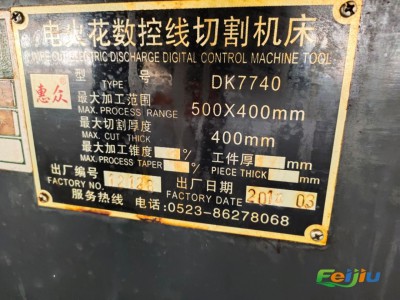 电火花数控线切割机床
ELECTRIC DISCHARGE DIGITAL CONTROL MACHINE TOOL
惠众
型 号 DK7740
TYPE
最大加工范围 500X400mm
MAX. PROCESS RANGE
最大切割厚度 400mm
MAX. CUT THICK
最大加工锥度 % 工件厚 mm
MAX. PROCESS TAPER % PIECE THICK mm
出厂编号 出厂日期
FACTORY NO. FACTORY DATE
服务热线 电话:0523-86278068
Feijiu